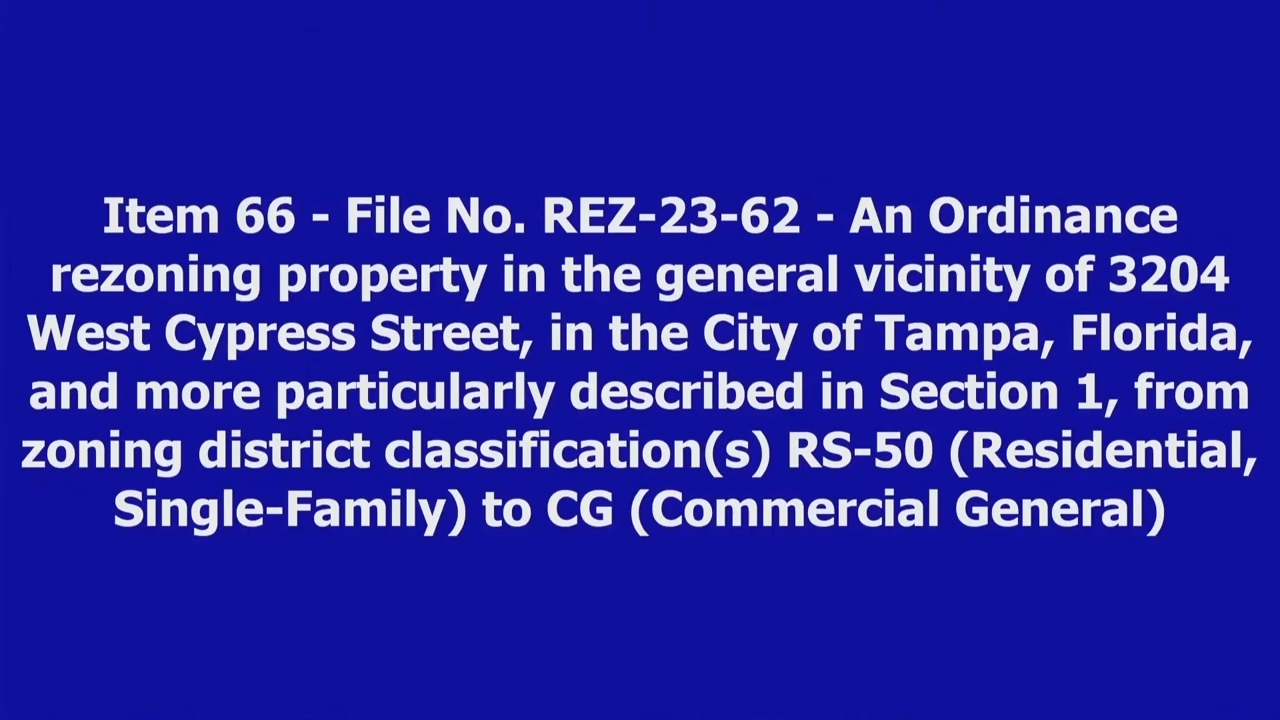 Item 66 - File No. REZ-23-62 - An Ordinance
rezoning property in the general vicinity of 3204
West Cypress Street, in the City of Tampa, Florida,
and more particularly described in Section 1, from
zoning district classification(s) RS-50 (Residential,
Single-Family) to CG (Commercial General)